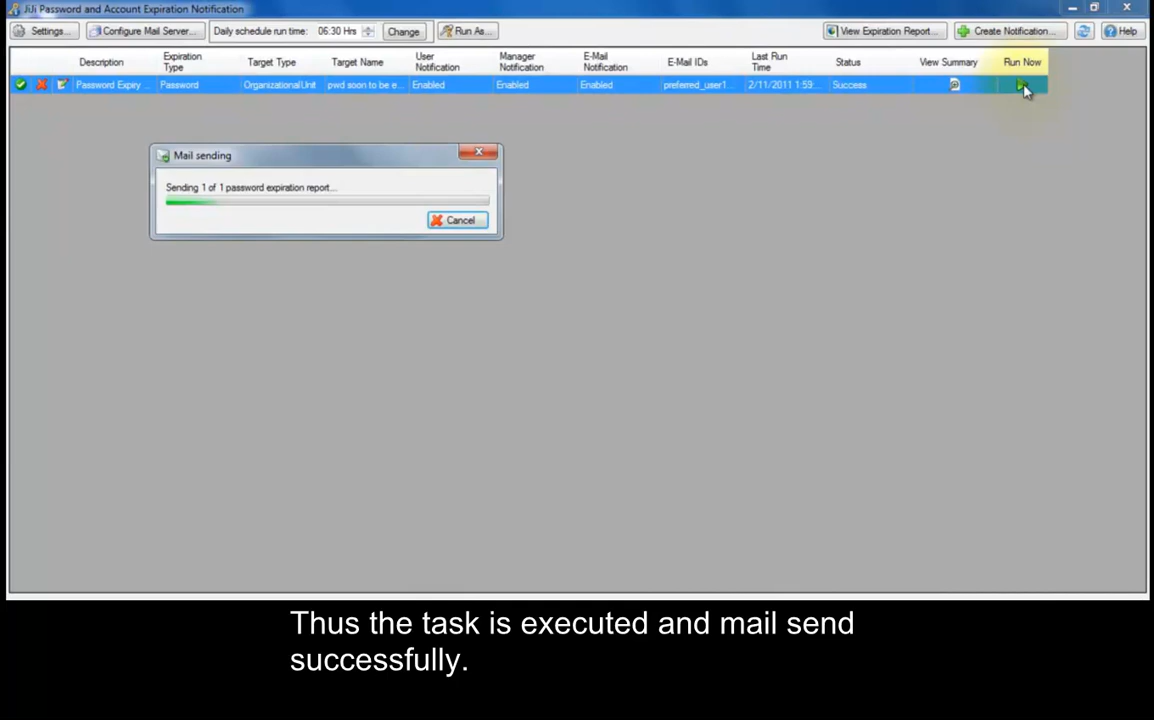 JiJi Password and Account Expiration Notification
Settings... Configure Mail Server... Daily schedule run time: 06:30 Hrs Change Run As... View Expiration Report... Create Notification... Help
Description Expiration Type Target Type Target Name User Notification Manager Notification E-Mail Notification E-Mail IDs Last Run Time Status View Summary Run Now
Password Expiry ... Password OrganizationalUnit pwd soon to be e... Enabled Enabled Enabled preferred_user1... 2/11/2011 1:59:... Success
Mail sending
Sending 1 of 1 password expiration report...
Cancel
Thus the task is executed and mail send
successfully.